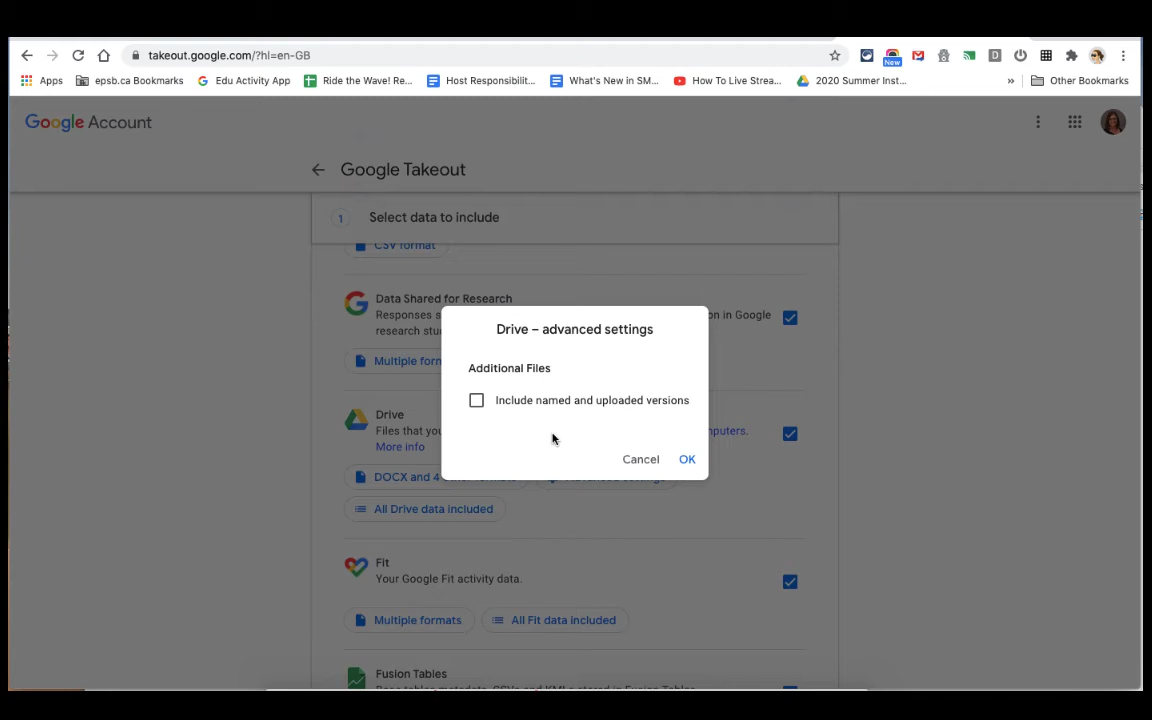 takeout.google.com/?hl=en-GB
New
Apps epsb.ca Bookmarks Edu Activity App Ride the Wave! Re... Host Responsibilit... What's New in SM... How To Live Strea... 2020 Summer Inst... » Other Bookmarks
Google Account
Google Takeout
1 Select data to include
CSV format
Data Shared for Research
Responses s on in Google
research stu
Multiple form
Drive – advanced settings
Additional Files
Include named and uploaded versions
Cancel OK
Drive
Files that you mputers.
More info
DOCX and 4
All Drive data included
Fit
Your Google Fit activity data.
Multiple formats All Fit data included
Fusion Tables